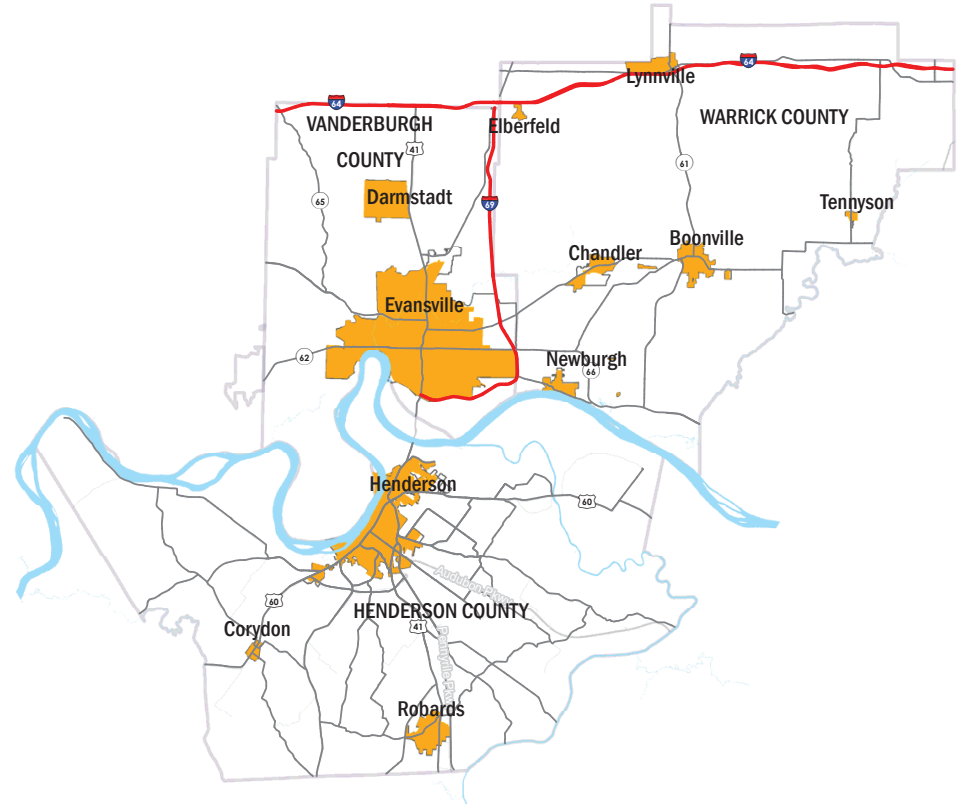 64
Lynnville
64
VANDERBURGH
COUNTY
41
Elberfeld
WARRICK COUNTY
61
65
Darmstadt
69
Tennyson
Chandler
Boonville
Evansville
62
Newburgh
66
Henderson
60
Audubon Pkwy
60
HENDERSON COUNTY
41
Corydon
Pennyrile Pkwy
Robards